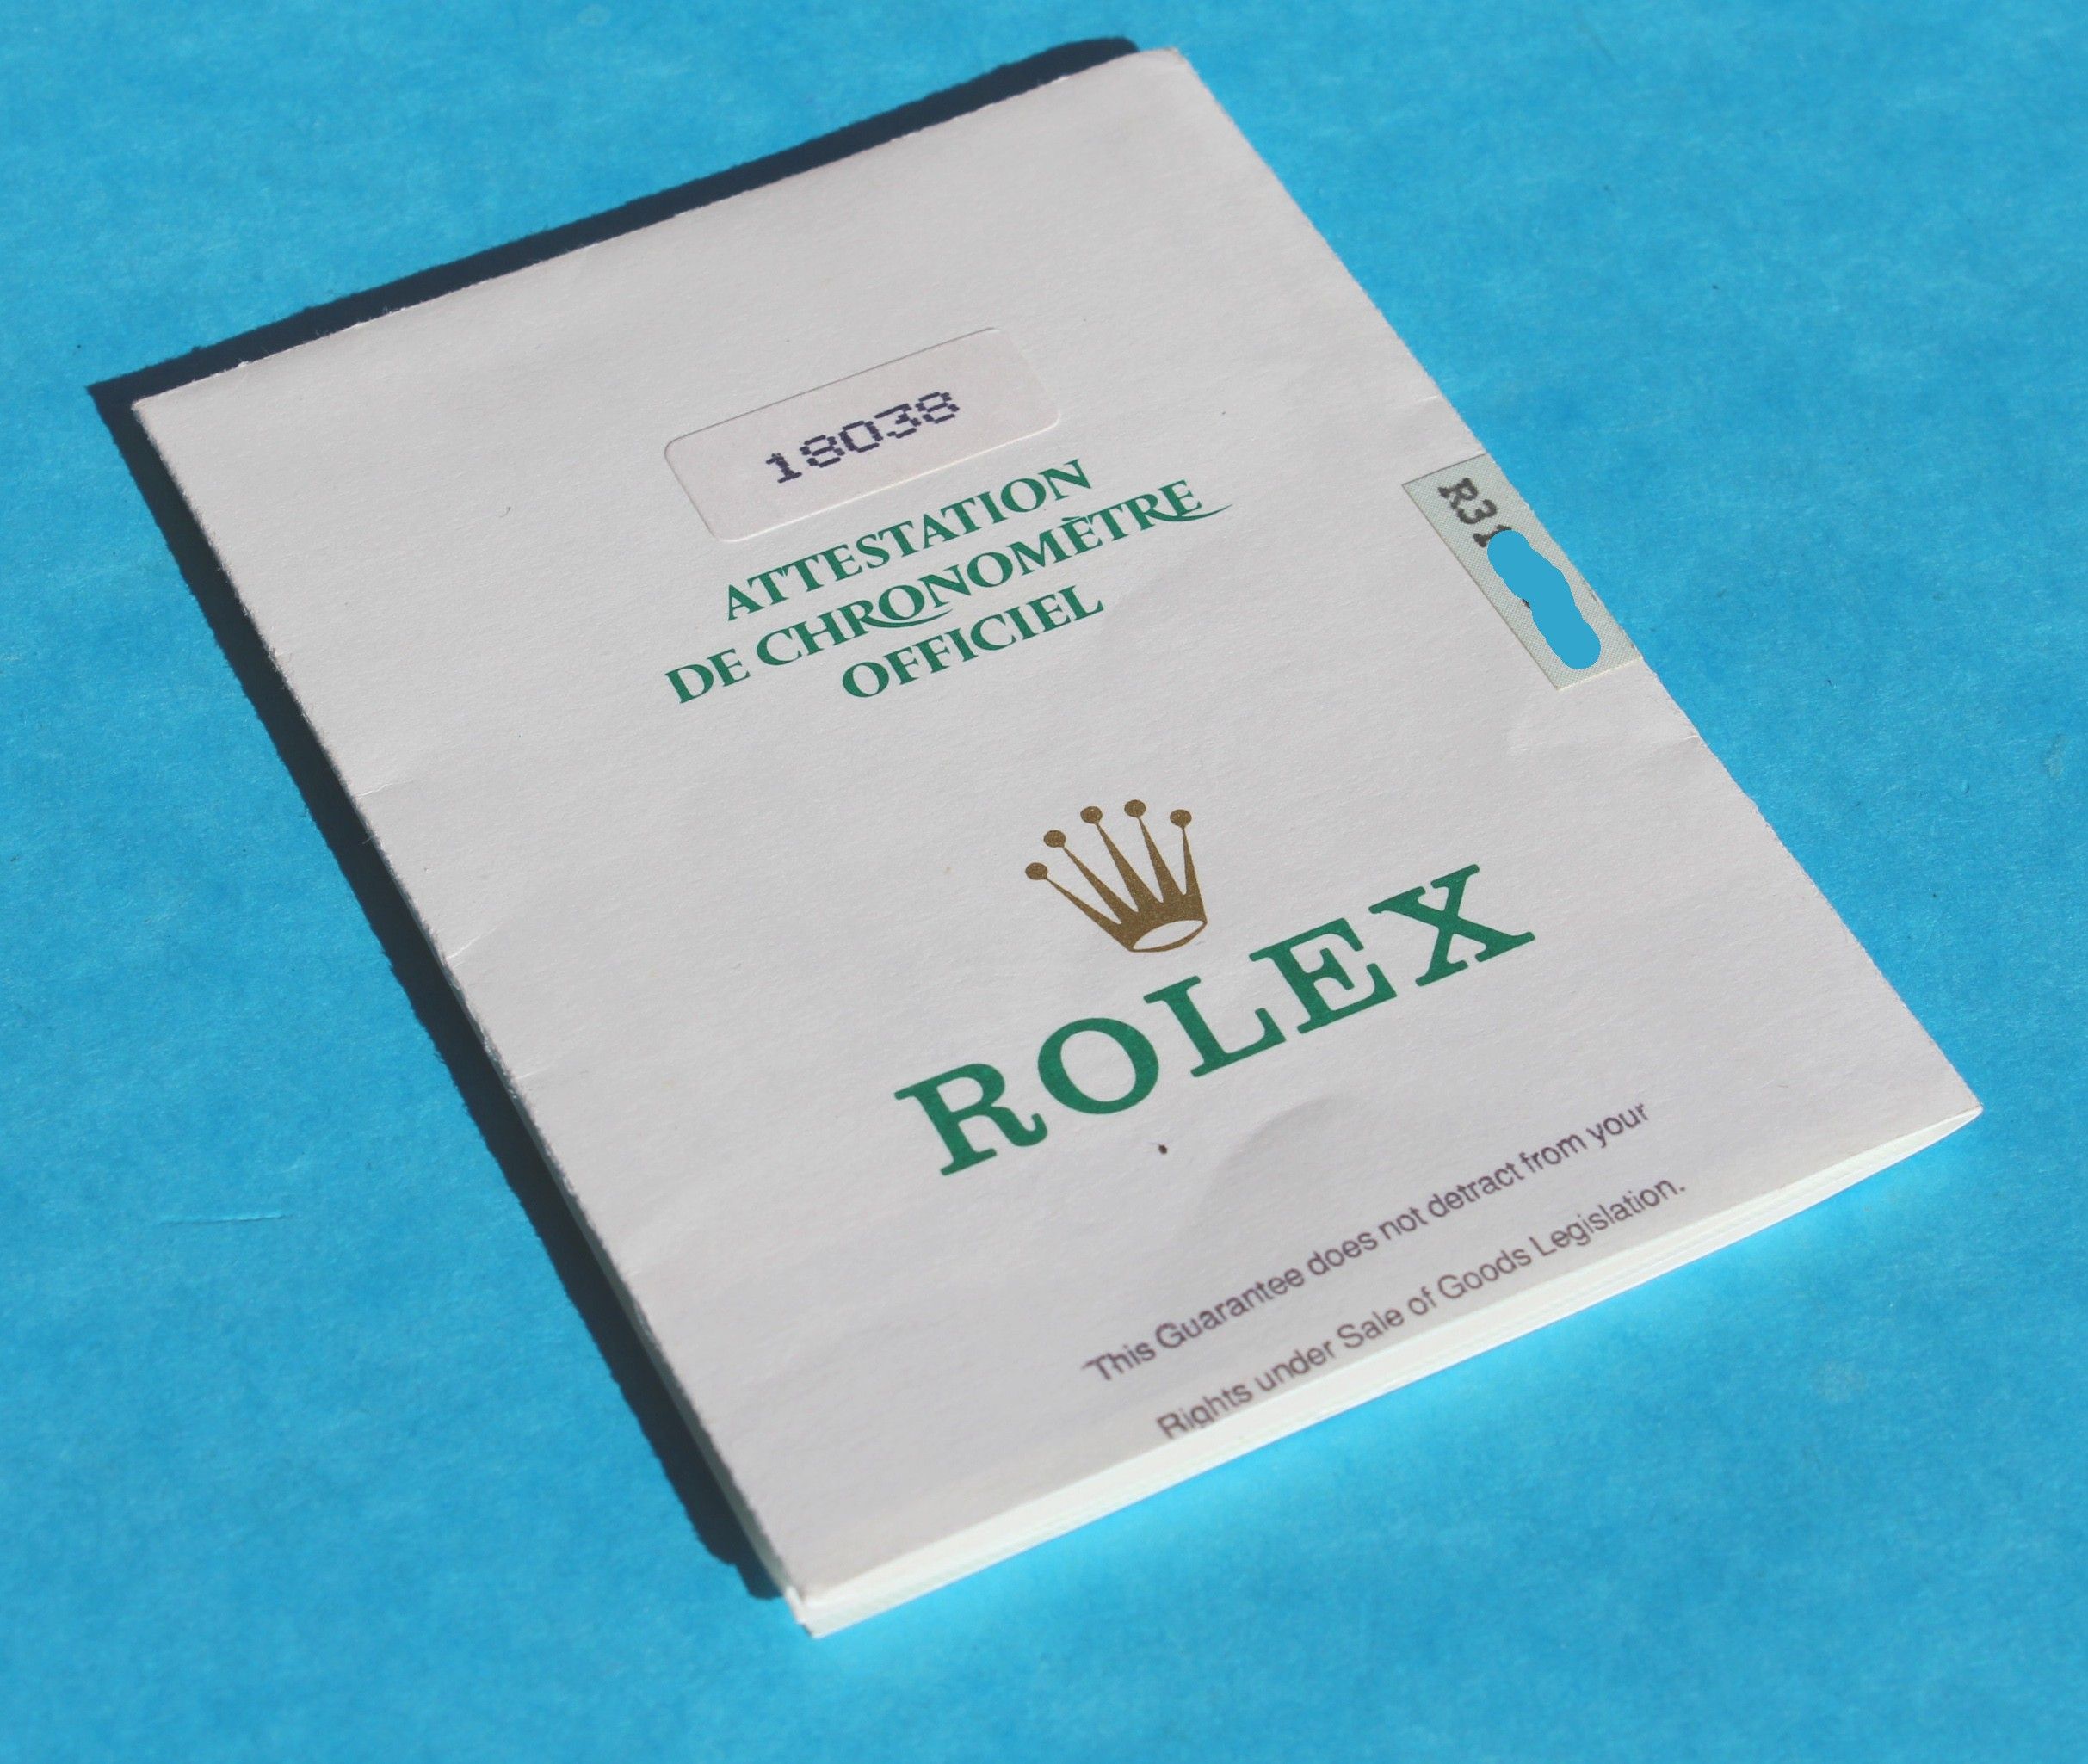 18038
ATTESTATION
DE CHRONOMÈTRE
OFFICIEL
R31
ROLEX
This Guarantee does not detract from your
Rights under Sale of Goods Legislation.